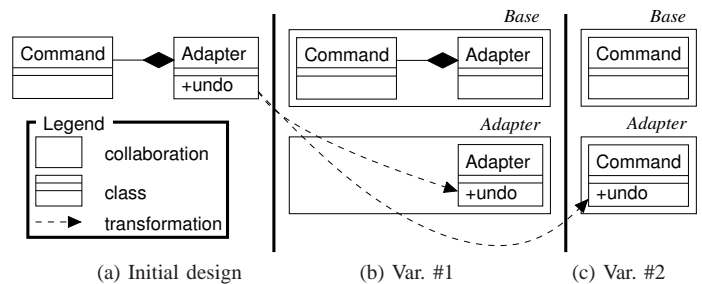 Base
Base
Command
Adapter
Command
Adapter
Command
+undo
Adapter
Adapter
Legend
collaboration
Adapter
Command
class
+undo
+undo
transformation
(a) Initial design
(b) Var. #1
(c) Var. #2